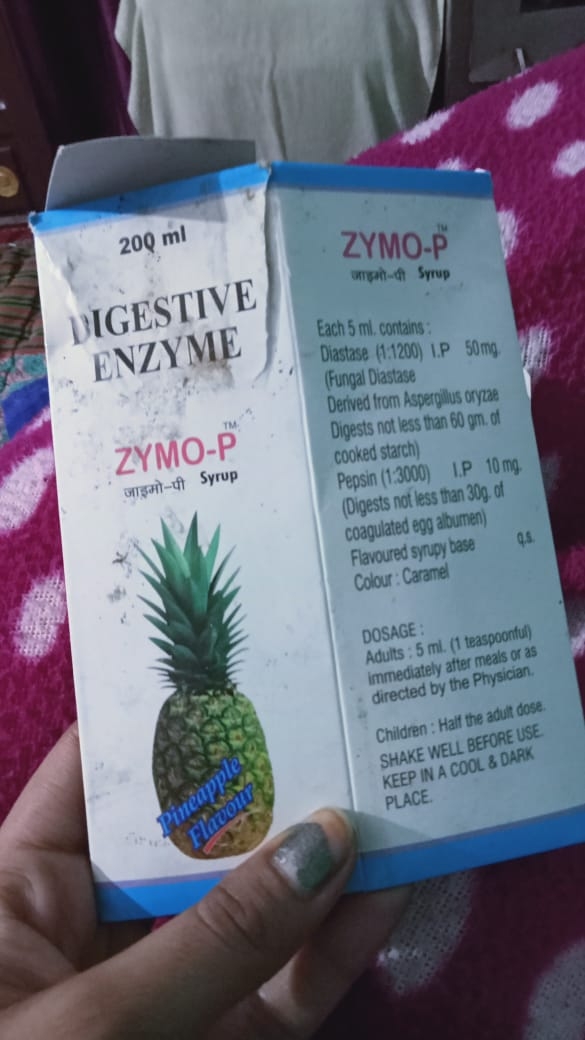 200 ml
DIGESTIVE
ENZYME
ZYMO-P™
जाइमो-पी Syrup
Pineapple
Flavour
ZYMO-P™
जाइमो-पी Syrup
Each 5 ml. contains :
Diastase (1:1200) I.P 50mg.
(Fungal Diastase
Derived from Aspergillus oryzae
Digests not less than 60 gm. of
cooked starch)
Pepsin (1:3000) I.P 10 mg.
(Digests not less than 30g. of
coagulated egg albumen)
Flavoured syrupy base q.s.
Colour : Caramel
DOSAGE :
Adults : 5 ml. (1 teaspoonful)
immediately after meals or as
directed by the Physician.
Children : Half the adult dose.
SHAKE WELL BEFORE USE.
KEEP IN A COOL & DARK
PLACE.